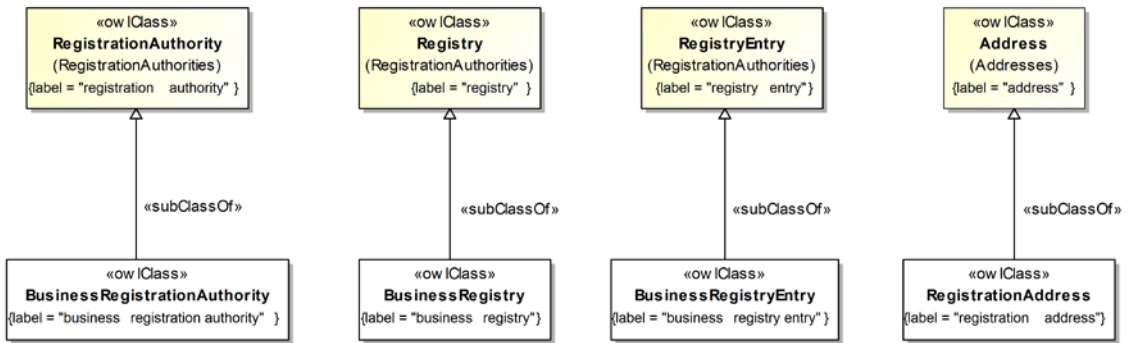 «owlClass»
RegistrationAuthority
(RegistrationAuthorities)
{label = "registration authority" }
«owlClass»
Registry
(RegistrationAuthorities)
{label = "registry" }
«owlClass»
RegistryEntry
(RegistrationAuthorities)
{label = "registry entry"}
«owlClass»
Address
(Addresses)
{label = "address" }
«subClassOf»
«subClassOf»
«subClassOf»
«subClassOf»
«owlClass»
BusinessRegistrationAuthority
{label = "business registration authority" }
«owlClass»
BusinessRegistry
{label = "business registry"}
«owlClass»
BusinessRegistryEntry
{label = "business registry entry" }
«owlClass»
RegistrationAddress
{label = "registration address"}